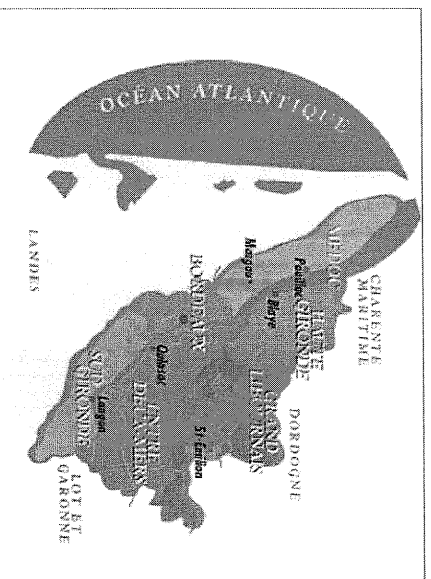 OCÉAN ATLANTIQUE
CHARENTE
MARITIME
MÉDOC
Pauillac
HAUTE
GIRONDE
Blaye
Margaux
DORDOGNE
GRAND
LIBOURNAIS
BORDEAUX
St-Emilion
ENTRE
DEUX MERS
LANDES
SUD
GIRONDE
Langon
LOT ET
GARONNE